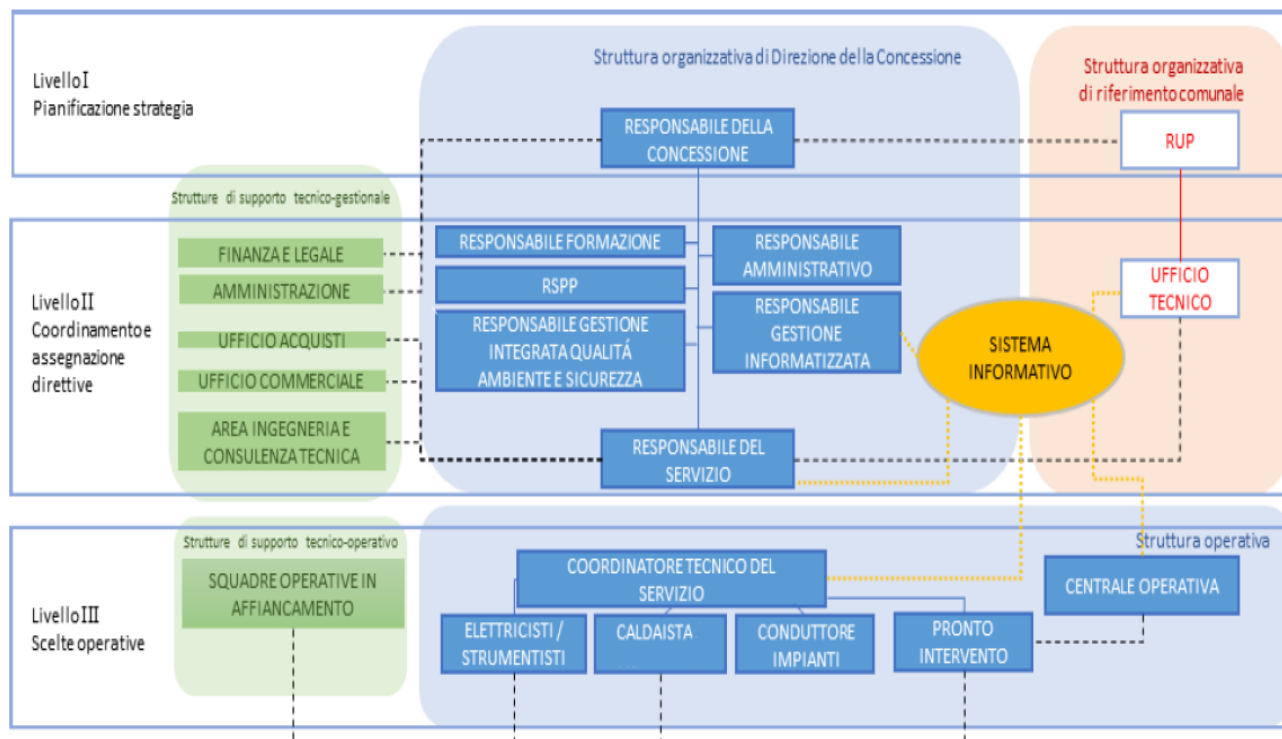 Struttura organizzativa di Direzione della Concessione
Struttura organizzativa
di riferimento comunale
Livello I
Pianificazione strategia
RESPONSABILE DELLA
CONCESSIONE
RUP
Strutture di supporto tecnico-gestionale
FINANZA E LEGALE
AMMINISTRAZIONE
UFFICIO ACQUISTI
UFFICIO COMMERCIALE
AREA INGEGNERIA E
CONSULENZA TECNICA
Livello II
Coordinamento e
assegnazione
direttive
RESPONSABILE FORMAZIONE
RSPP
RESPONSABILE GESTIONE
INTEGRATA QUALITÁ
AMBIENTE E SICUREZZA
RESPONSABILE
AMMINISTRATIVO
RESPONSABILE
GESTIONE
INFORMATIZZATA
SISTEMA
INFORMATIVO
UFFICIO
TECNICO
RESPONSABILE DEL
SERVIZIO
Strutture di supporto tecnico-operativo
SQUADRE OPERATIVE IN
AFFIANCAMENTO
Struttura operativa
Livello III
Scelte operative
COORDINATORE TECNICO DEL
SERVIZIO
CENTRALE OPERATIVA
ELETTRICISTI /
STRUMENTISTI
CALDAISTA
CONDUTTORE
IMPIANTI
PRONTO
INTERVENTO